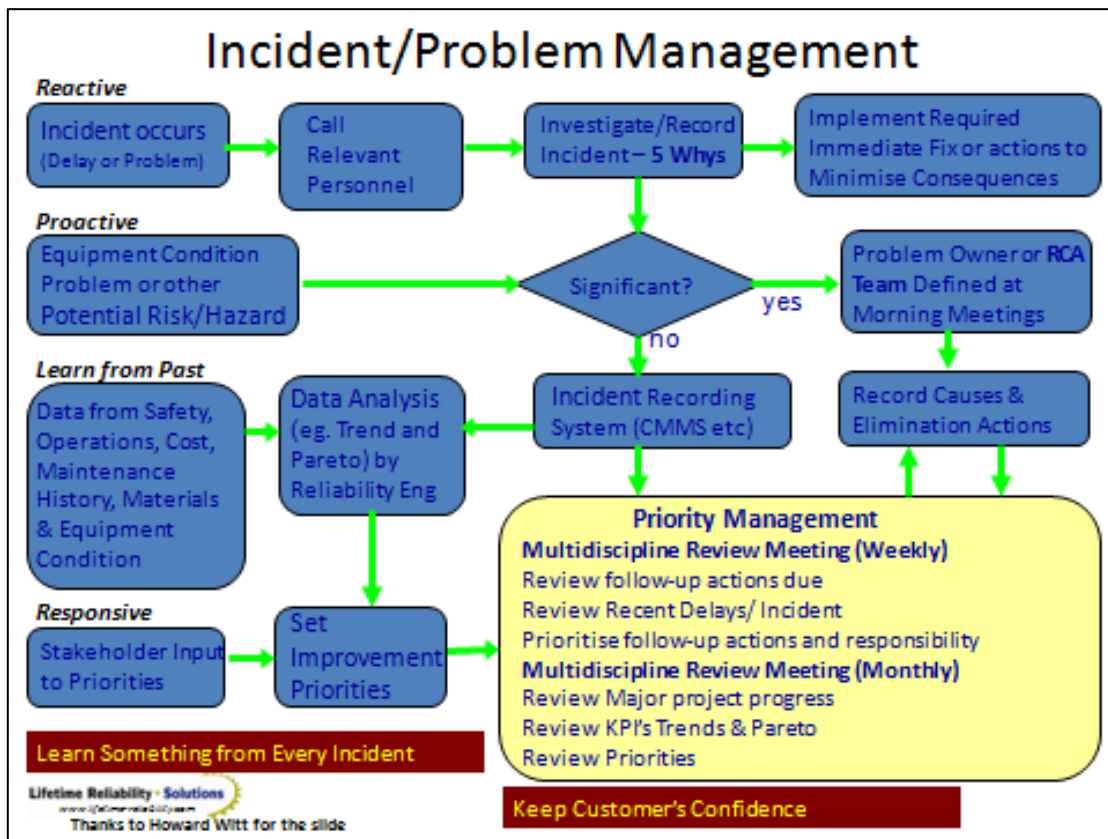 Incident/Problem Management
Reactive
Incident occurs
(Delay or Problem)
Call
Relevant
Personnel
Investigate/Record
Incident – 5 Whys
Implement Required
Immediate Fix or actions to
Minimise Consequences
Proactive
Equipment Condition
Problem or other
Potential Risk/Hazard
Significant?
yes
no
Problem Owner or RCA
Team Defined at
Morning Meetings
Learn from Past
Data from Safety,
Operations, Cost,
Maintenance
History, Materials
& Equipment
Condition
Data Analysis
(eg. Trend and
Pareto) by
Reliability Eng
Incident Recording
System (CMMS etc)
Record Causes &
Elimination Actions
Responsive
Stakeholder Input
to Priorities
Set
Improvement
Priorities
Priority Management
Multidiscipline Review Meeting (Weekly)
Review follow-up actions due
Review Recent Delays/ Incident
Prioritise follow-up actions and responsibility
Multidiscipline Review Meeting (Monthly)
Review Major project progress
Review KPI's Trends & Pareto
Review Priorities
Learn Something from Every Incident
Lifetime Reliability • Solutions
www.lifetime-reliability.com
Thanks to Howard Witt for the slide
Keep Customer's Confidence